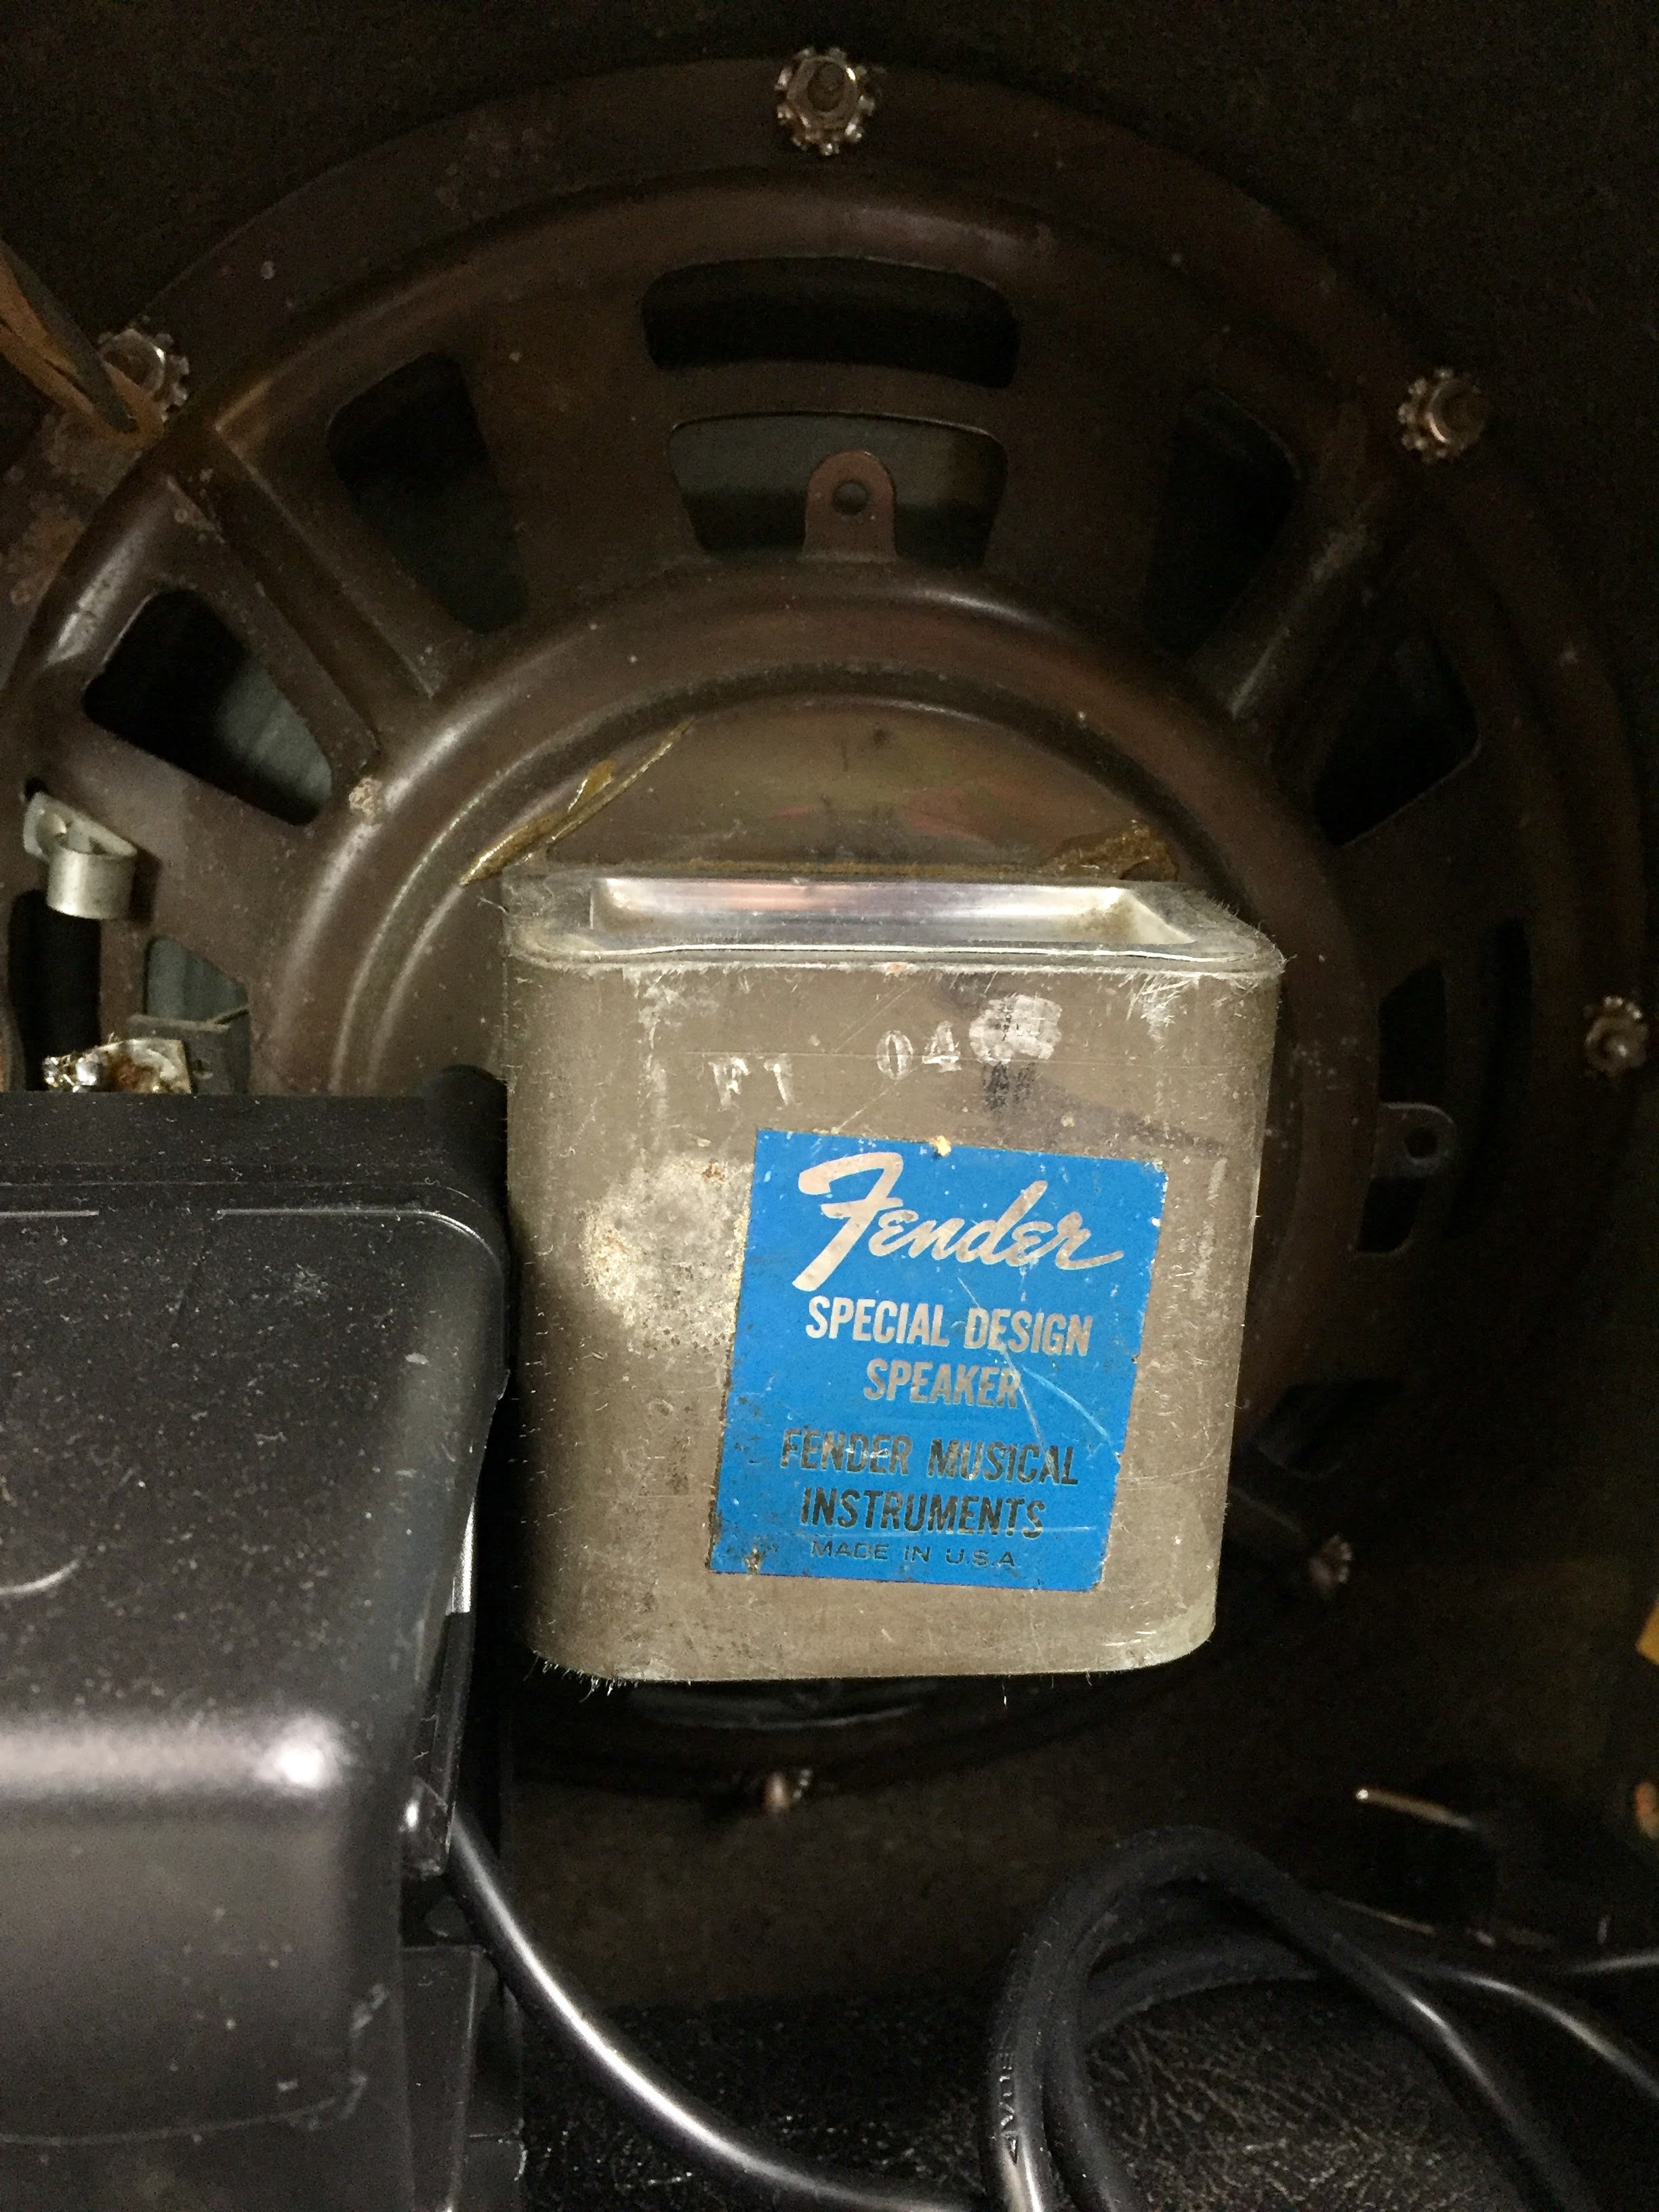 Fender
SPECIAL DESIGN
SPEAKER
FENDER MUSICAL
INSTRUMENTS
MADE IN U.S.A.